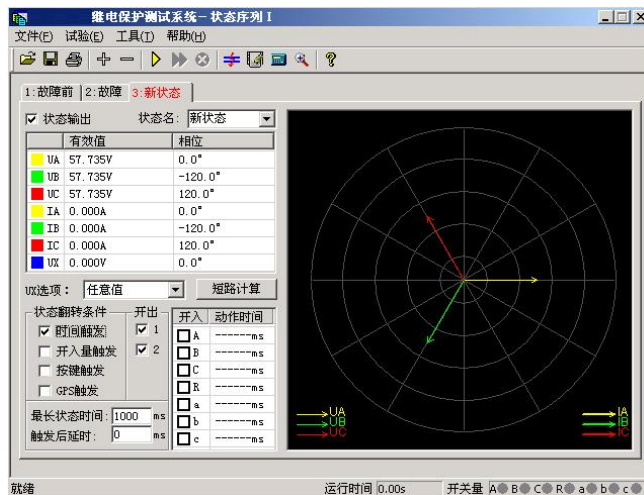 继电保护测试系统-状态序列 I
文件(F) 试验(E) 工具(T) 帮助(H)
1:故障前 2:故障 3:新状态
状态输出 状态名: 新状态
有效值 相位
UA 57.735V 0.0°
UB 57.735V -120.0°
UC 57.735V 120.0°
IA 0.000A 0.0°
IB 0.000A -120.0°
IC 0.000A 120.0°
UX 0.000V 0.0°
UX选项: 任意值 短路计算
状态翻转条件 开出 开入 动作时间
时间触发 1 A ------ms
开入量触发 2 B ------ms
按键触发 C ------ms
GPS触发 R ------ms
a ------ms
最长状态时间: 1000 ms b ------ms
触发后延时: 0 ms c ------ms
UA IA
UB IB
UC IC
就绪 运行时间 0.00s 开关量 A B C R a b c